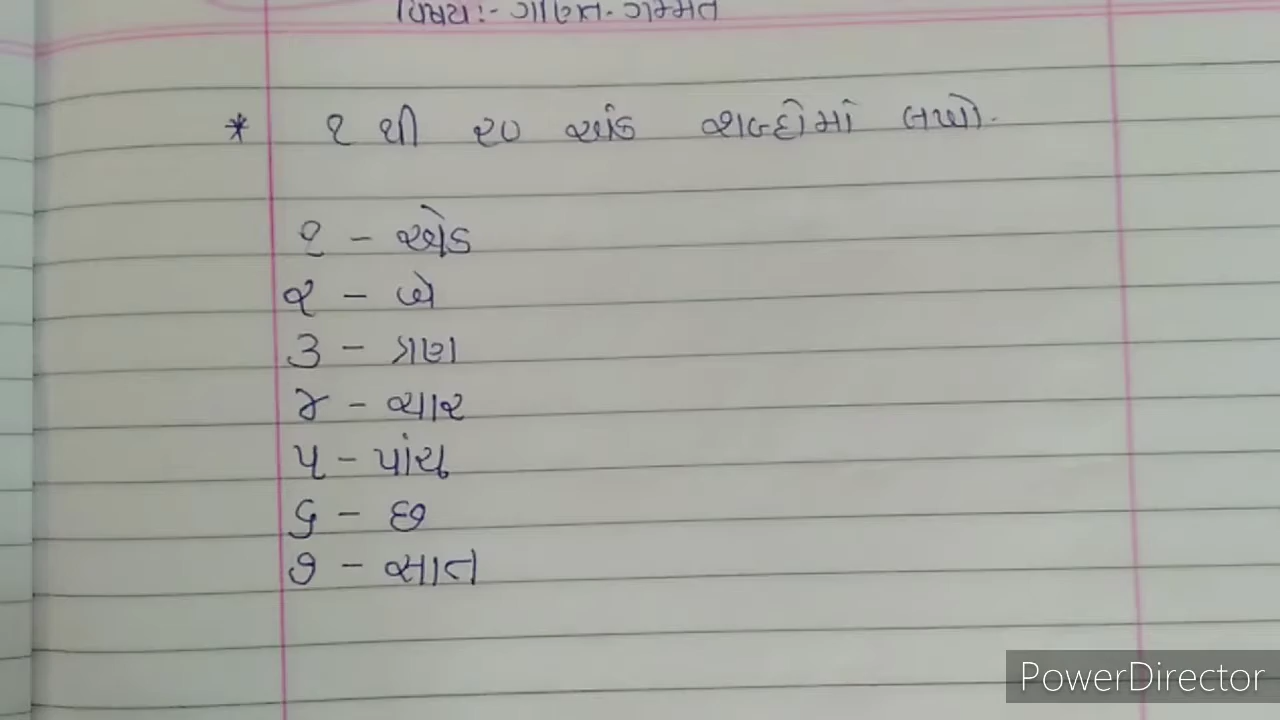 વિષય:- ગણિત-ગમ્મત
* ૧ થી ૨૦ અંક શબ્દોમાં લખો.
૧ - એક
૨ - બે
૩ - ત્રણ
૪ - ચાર
૫ - પાંચ
૬ - છ
૭ - સાત
PowerDirector